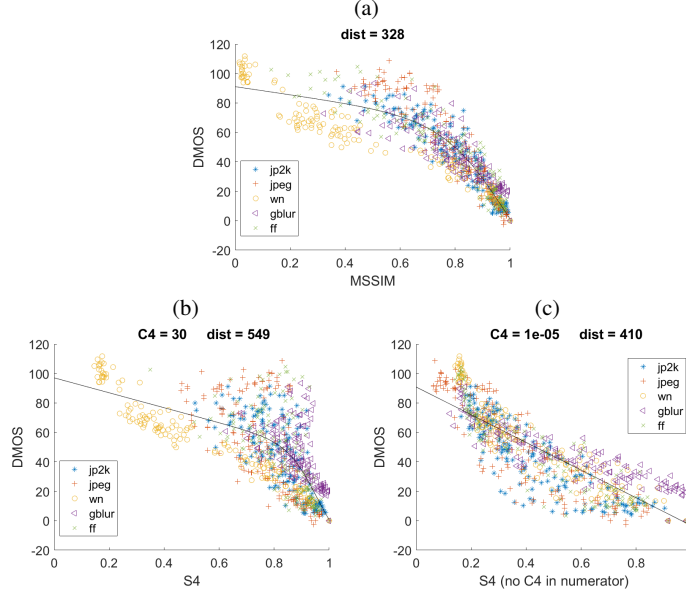 (a)
dist = 328
120
100
80
60
40
20
0
-20
DMOS
jp2k
jpeg
wn
gblur
ff
0 0.2 0.4 0.6 0.8 1
MSSIM
(b)
C4 = 30 dist = 549
120
100
80
60
40
20
0
-20
DMOS
jp2k
jpeg
wn
gblur
ff
0 0.2 0.4 0.6 0.8 1
S4
(c)
C4 = 1e-05 dist = 410
120
100
80
60
40
20
0
-20
DMOS
jp2k
jpeg
wn
gblur
ff
0 0.2 0.4 0.6 0.8
S4 (no C4 in numerator)